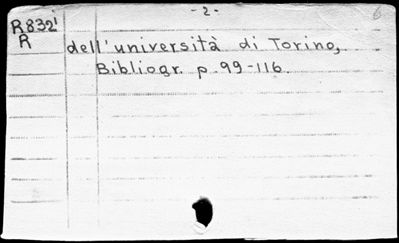 - 2 -
R832'
R
dell'università di Torino,
Bibliogr. p. 99-116.